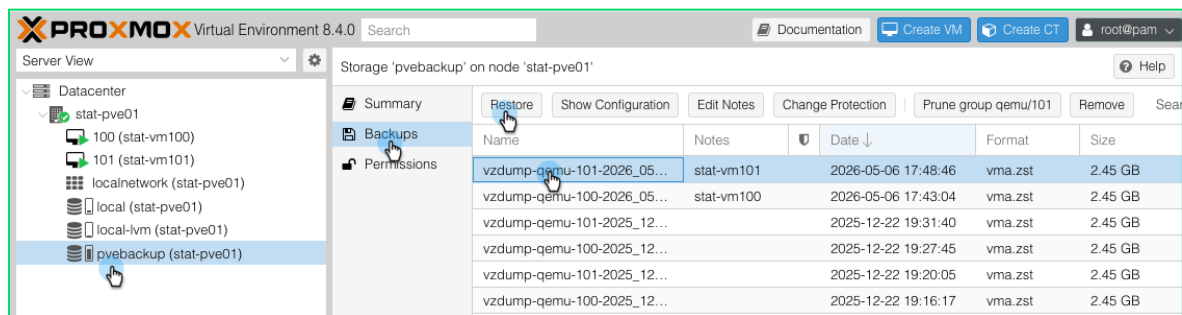 PROXMOX Virtual Environment 8.4.0 Search Documentation Create VM Create CT root@pam
Server View
Storage 'pvebackup' on node 'stat-pve01' Help
Datacenter
stat-pve01
100 (stat-vm100)
101 (stat-vm101)
localnetwork (stat-pve01)
local (stat-pve01)
local-lvm (stat-pve01)
pvebackup (stat-pve01)
Summary
Backups
Permissions
Restore Show Configuration Edit Notes Change Protection Prune group qemu/101 Remove Sear
Name Notes Date ↓ Format Size
vzdump-qemu-101-2026_05... stat-vm101 2026-05-06 17:48:46 vma.zst 2.45 GB
vzdump-qemu-100-2026_05... stat-vm100 2026-05-06 17:43:04 vma.zst 2.45 GB
vzdump-qemu-101-2025_12... 2025-12-22 19:31:40 vma.zst 2.45 GB
vzdump-qemu-100-2025_12... 2025-12-22 19:27:45 vma.zst 2.45 GB
vzdump-qemu-101-2025_12... 2025-12-22 19:20:05 vma.zst 2.45 GB
vzdump-qemu-100-2025_12... 2025-12-22 19:16:17 vma.zst 2.45 GB